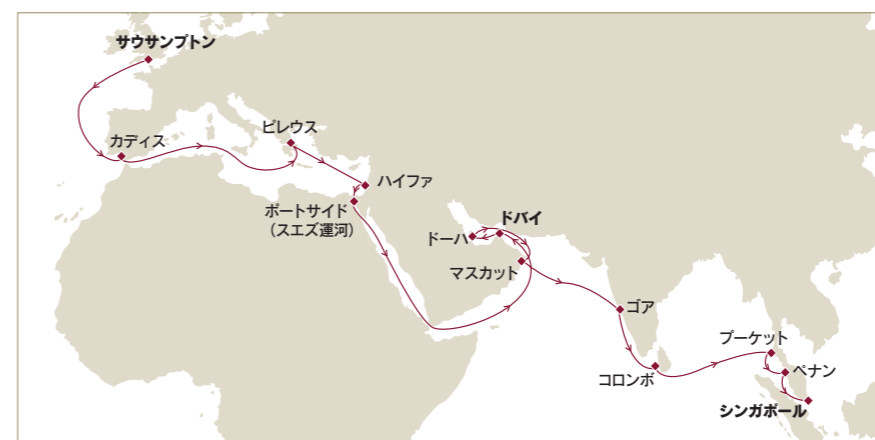 サウサンプトン
カディス
ピレウス
ハイファ
ポートサイド
（スエズ運河）
ドーハ
ドバイ
マスカット
ゴア
コロンボ
プーケット
ペナン
シンガポール